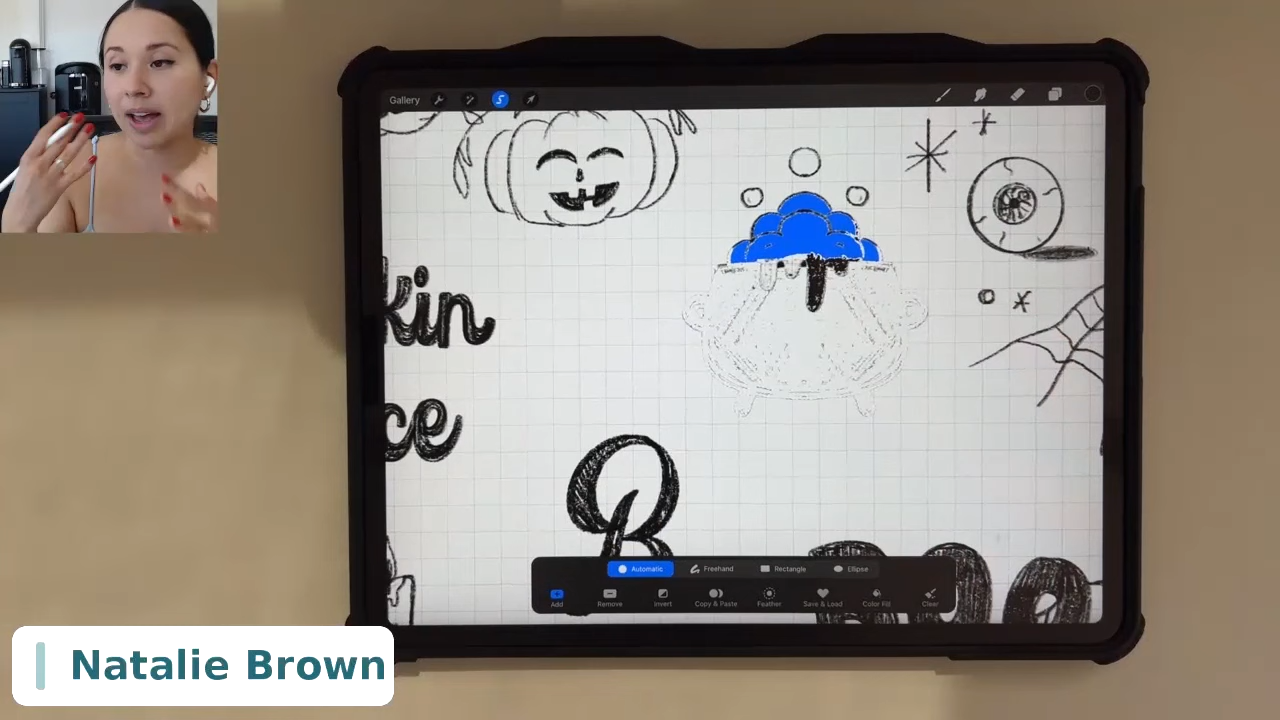 Gallery
kin
ce
R
Automatic Freehand Rectangle Ellipse
Add Remove Invert Copy & Paste Feather Save & Load Color Fill Clear
Natalie Brown